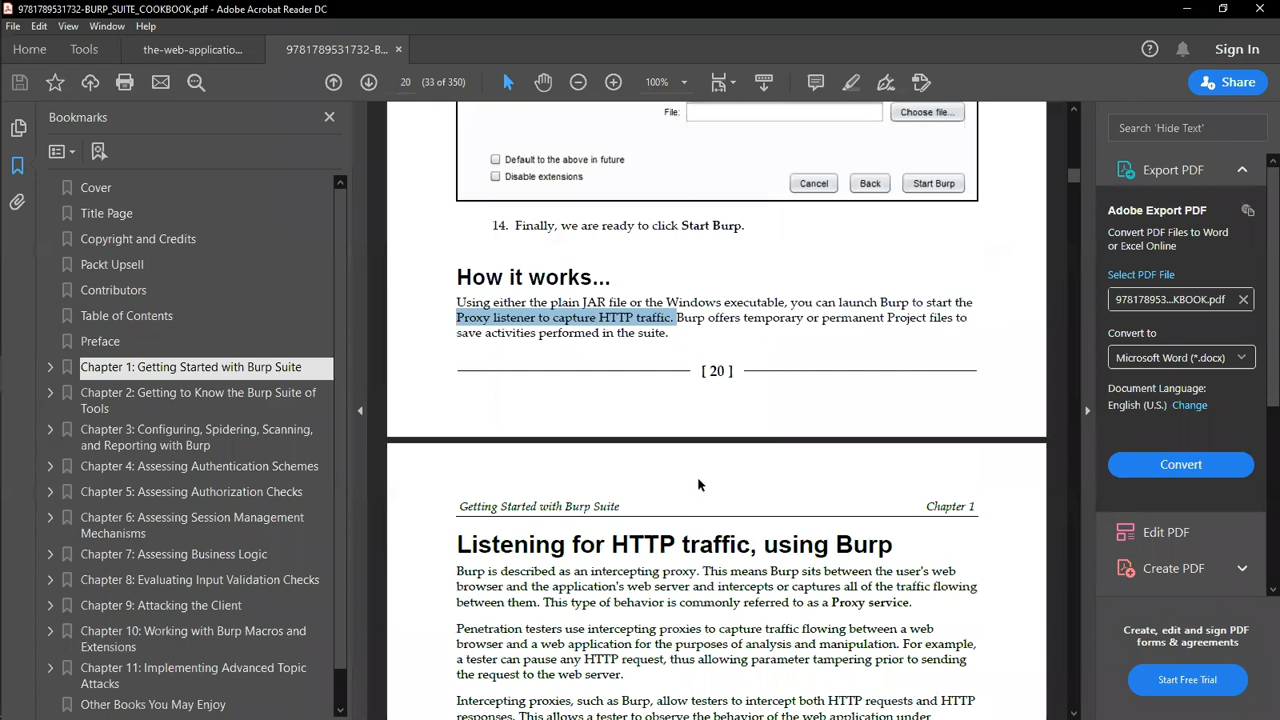 9781789531732-BURP_SUITE_COOKBOOK.pdf - Adobe Acrobat Reader DC
File Edit View Window Help
Home Tools the-web-applicatio... 9781789531732-B... × Sign In
20 (33 of 350) 100% Share
Bookmarks
Cover
Title Page
Copyright and Credits
Packt Upsell
Contributors
Table of Contents
Preface
Chapter 1: Getting Started with Burp Suite
Chapter 2: Getting to Know the Burp Suite of
Tools
Chapter 3: Configuring, Spidering, Scanning,
and Reporting with Burp
Chapter 4: Assessing Authentication Schemes
Chapter 5: Assessing Authorization Checks
Chapter 6: Assessing Session Management
Mechanisms
Chapter 7: Assessing Business Logic
Chapter 8: Evaluating Input Validation Checks
Chapter 9: Attacking the Client
Chapter 10: Working with Burp Macros and
Extensions
Chapter 11: Implementing Advanced Topic
Attacks
Other Books You May Enjoy
File: Choose file...
Default to the above in future
Disable extensions
Cancel Back Start Burp
14. Finally, we are ready to click Start Burp.
How it works...
Using either the plain JAR file or the Windows executable, you can launch Burp to start the
Proxy listener to capture HTTP traffic. Burp offers temporary or permanent Project files to
save activities performed in the suite.
[ 20 ]
Getting Started with Burp Suite Chapter 1
Listening for HTTP traffic, using Burp
Burp is described as an intercepting proxy. This means Burp sits between the user's web
browser and the application's web server and intercepts or captures all of the traffic flowing
between them. This type of behavior is commonly referred to as a Proxy service.
Penetration testers use intercepting proxies to capture traffic flowing between a web
browser and a web application for the purposes of analysis and manipulation. For example,
a tester can pause any HTTP request, thus allowing parameter tampering prior to sending
the request to the web server.
Intercepting proxies, such as Burp, allow testers to intercept both HTTP requests and HTTP
responses. This allows a tester to observe the behavior of the web application under
Search 'Hide Text'
Export PDF
Adobe Export PDF
Convert PDF Files to Word
or Excel Online
Select PDF File
978178953...KBOOK.pdf
Convert to
Microsoft Word (*.docx)
Document Language:
English (U.S.) Change
Convert
Edit PDF
Create PDF
Create, edit and sign PDF
forms & agreements
Start Free Trial